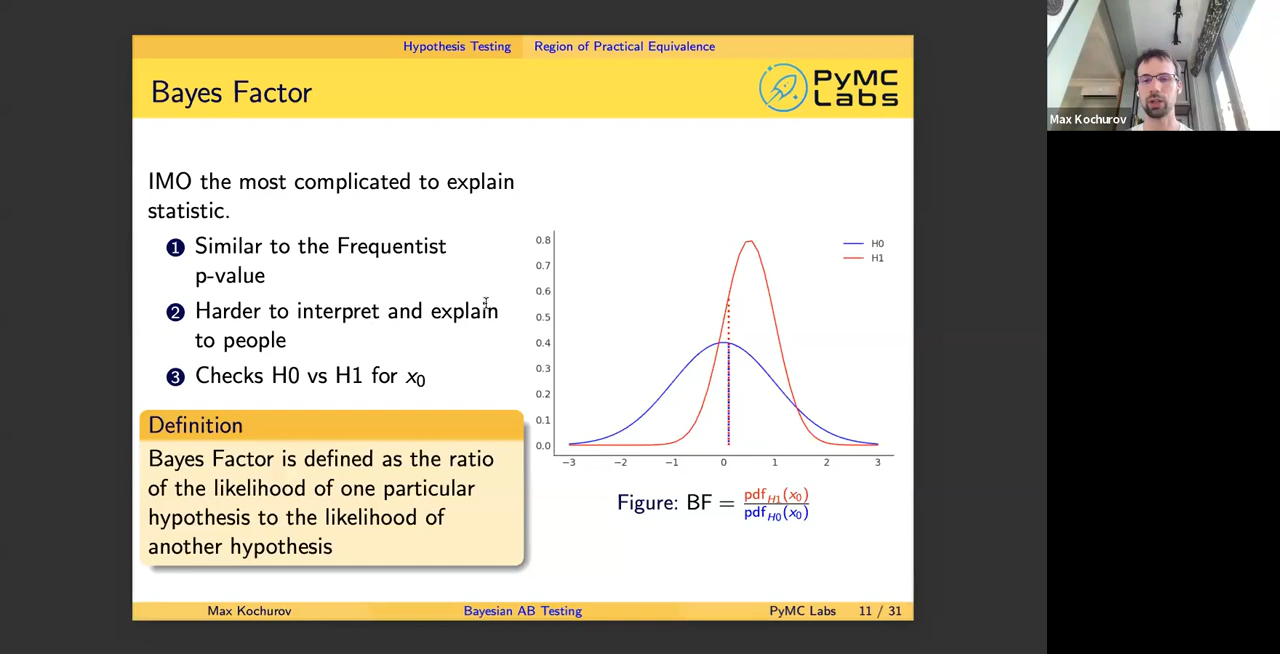 Hypothesis Testing Region of Practical Equivalence
Bayes Factor
PyMC
Labs
Max Kochurov
IMO the most complicated to explain
statistic.
1 Similar to the Frequentist
p-value
2 Harder to interpret and explain
to people
3 Checks H0 vs H1 for x₀
Definition
Bayes Factor is defined as the ratio
of the likelihood of one particular
hypothesis to the likelihood of
another hypothesis
H0
H1
0.8
0.7
0.6
0.5
0.4
0.3
0.2
0.1
0.0
−3 −2 −1 0 1 2 3
Figure: BF = pdf_H1(x₀) / pdf_H0(x₀)
Max Kochurov Bayesian AB Testing PyMC Labs 11 / 31